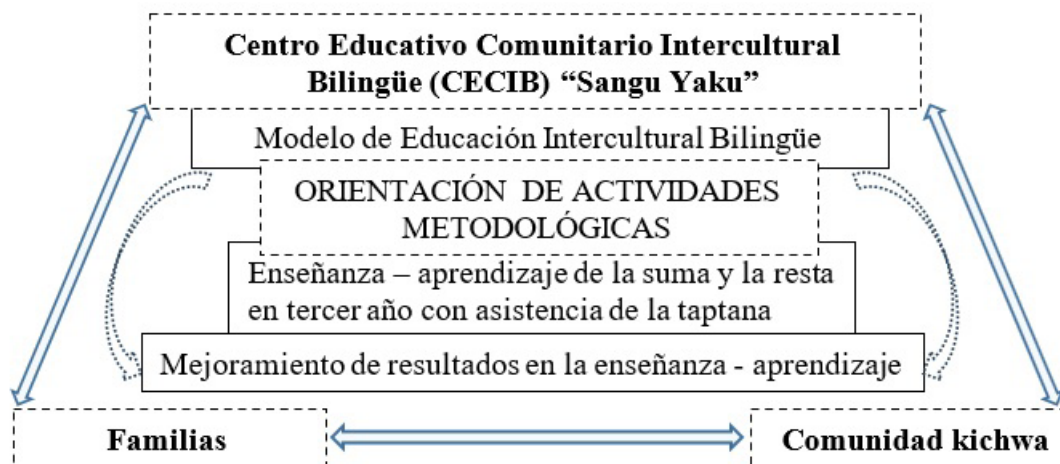 Centro Educativo Comunitario Intercultural
Bilingüe (CECIB) “Sangu Yaku”
Modelo de Educación Intercultural Bilingüe
ORIENTACIÓN DE ACTIVIDADES
METODOLÓGICAS
Enseñanza – aprendizaje de la suma y la resta
en tercer año con asistencia de la taptana
Mejoramiento de resultados en la enseñanza - aprendizaje
Familias
Comunidad kichwa